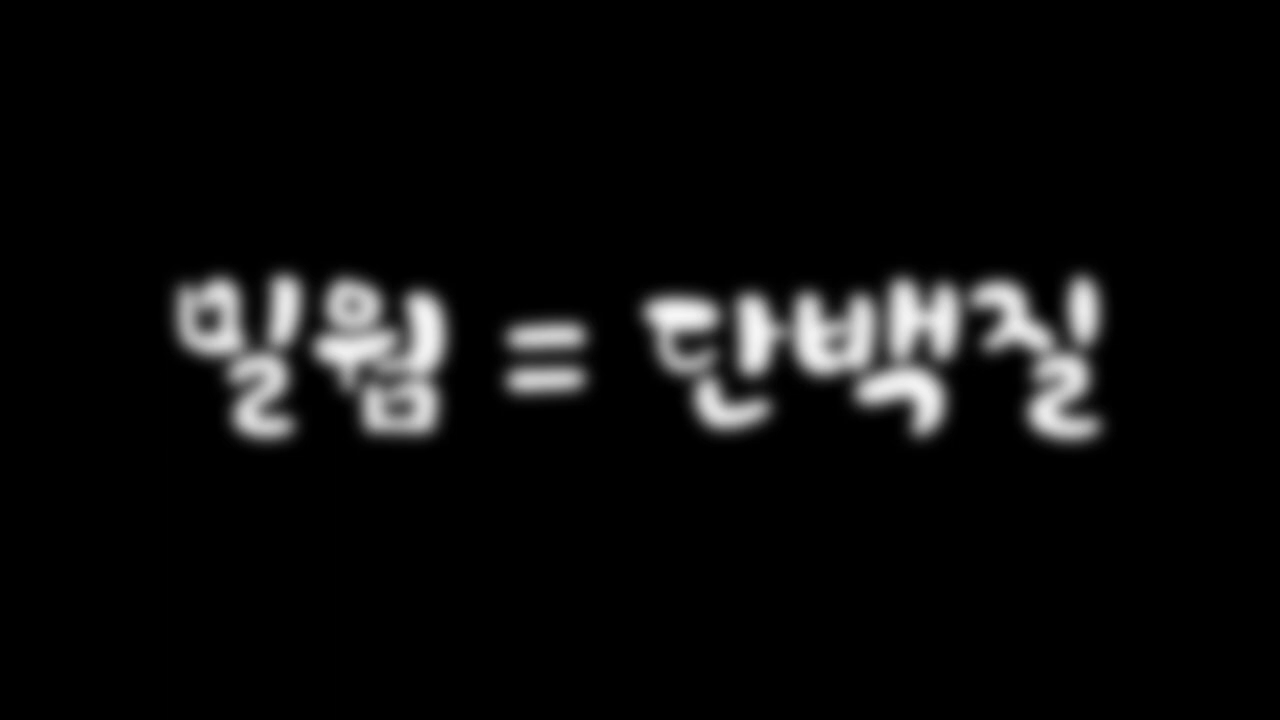 밀웜 = 단백질